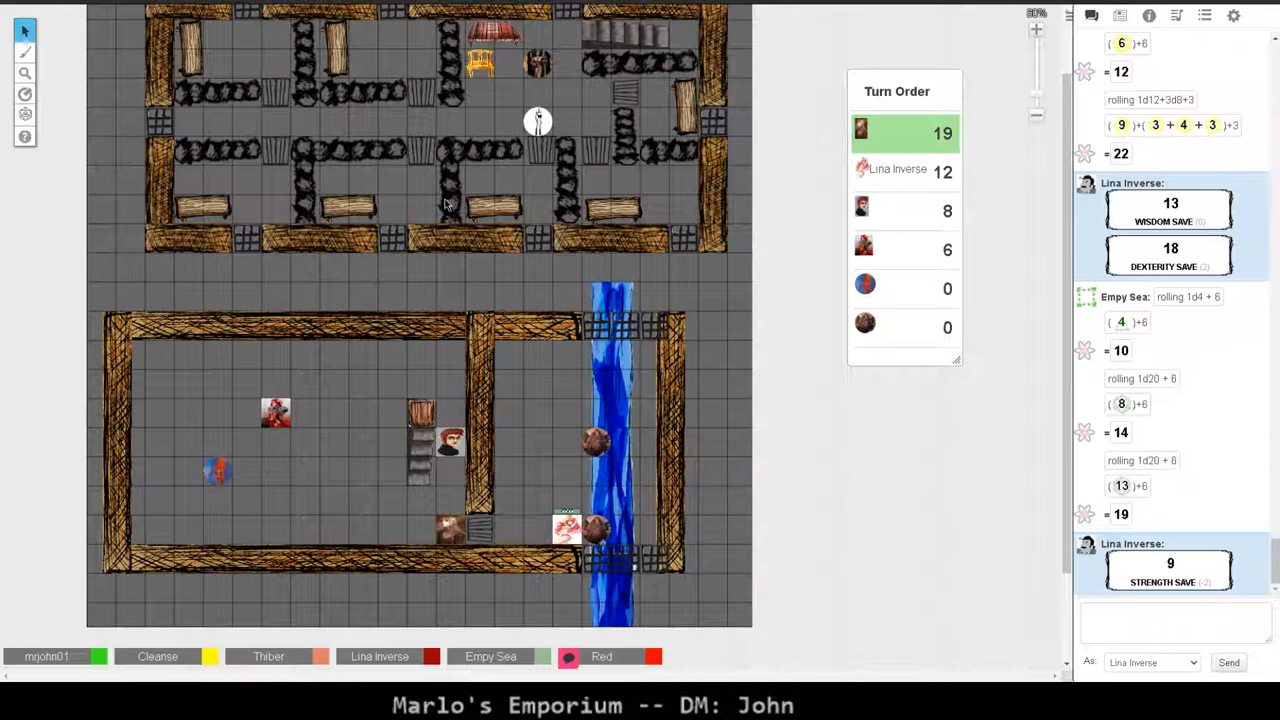 80%
Turn Order
19
Lina Inverse 12
8
6
0
0
( 6 )+6
= 12
rolling 1d12+3d8+3
( 9 )+( 3 + 4 + 3 )+3
= 22
Lina Inverse:
13
WISDOM SAVE (0)
18
DEXTERITY SAVE (2)
Empy Sea: rolling 1d4 + 6
( 4 )+6
= 10
rolling 1d20 + 6
( 8 )+6
= 14
rolling 1d20 + 6
( 13 )+6
= 19
Lina Inverse:
9
STRENGTH SAVE (-2)
As: Lina Inverse Send
mrjohn01 Cleanse Thiber Lina Inverse Empy Sea Red
Marlo's Emporium -- DM: John